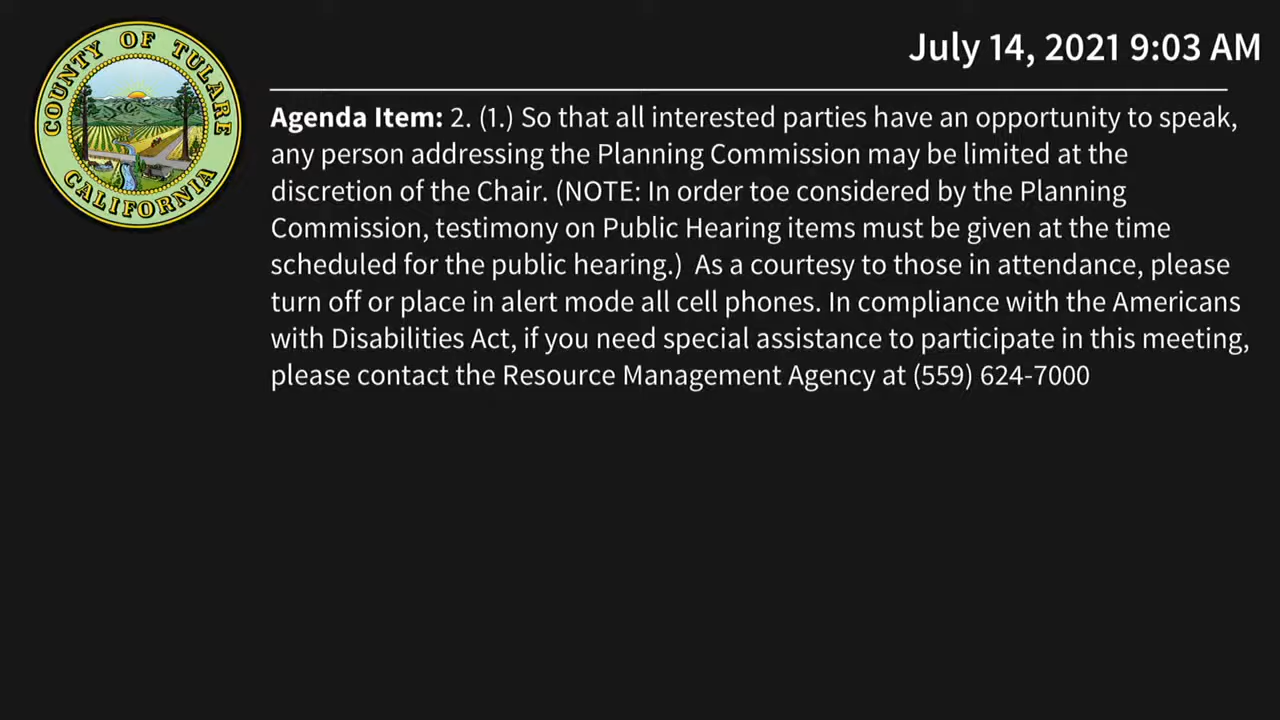 COUNTY OF TULARE
CALIFORNIA
July 14, 2021 9:03 AM
Agenda Item: 2. (1.) So that all interested parties have an opportunity to speak,
any person addressing the Planning Commission may be limited at the
discretion of the Chair. (NOTE: In order toe considered by the Planning
Commission, testimony on Public Hearing items must be given at the time
scheduled for the public hearing.)  As a courtesy to those in attendance, please
turn off or place in alert mode all cell phones. In compliance with the Americans
with Disabilities Act, if you need special assistance to participate in this meeting,
please contact the Resource Management Agency at (559) 624-7000